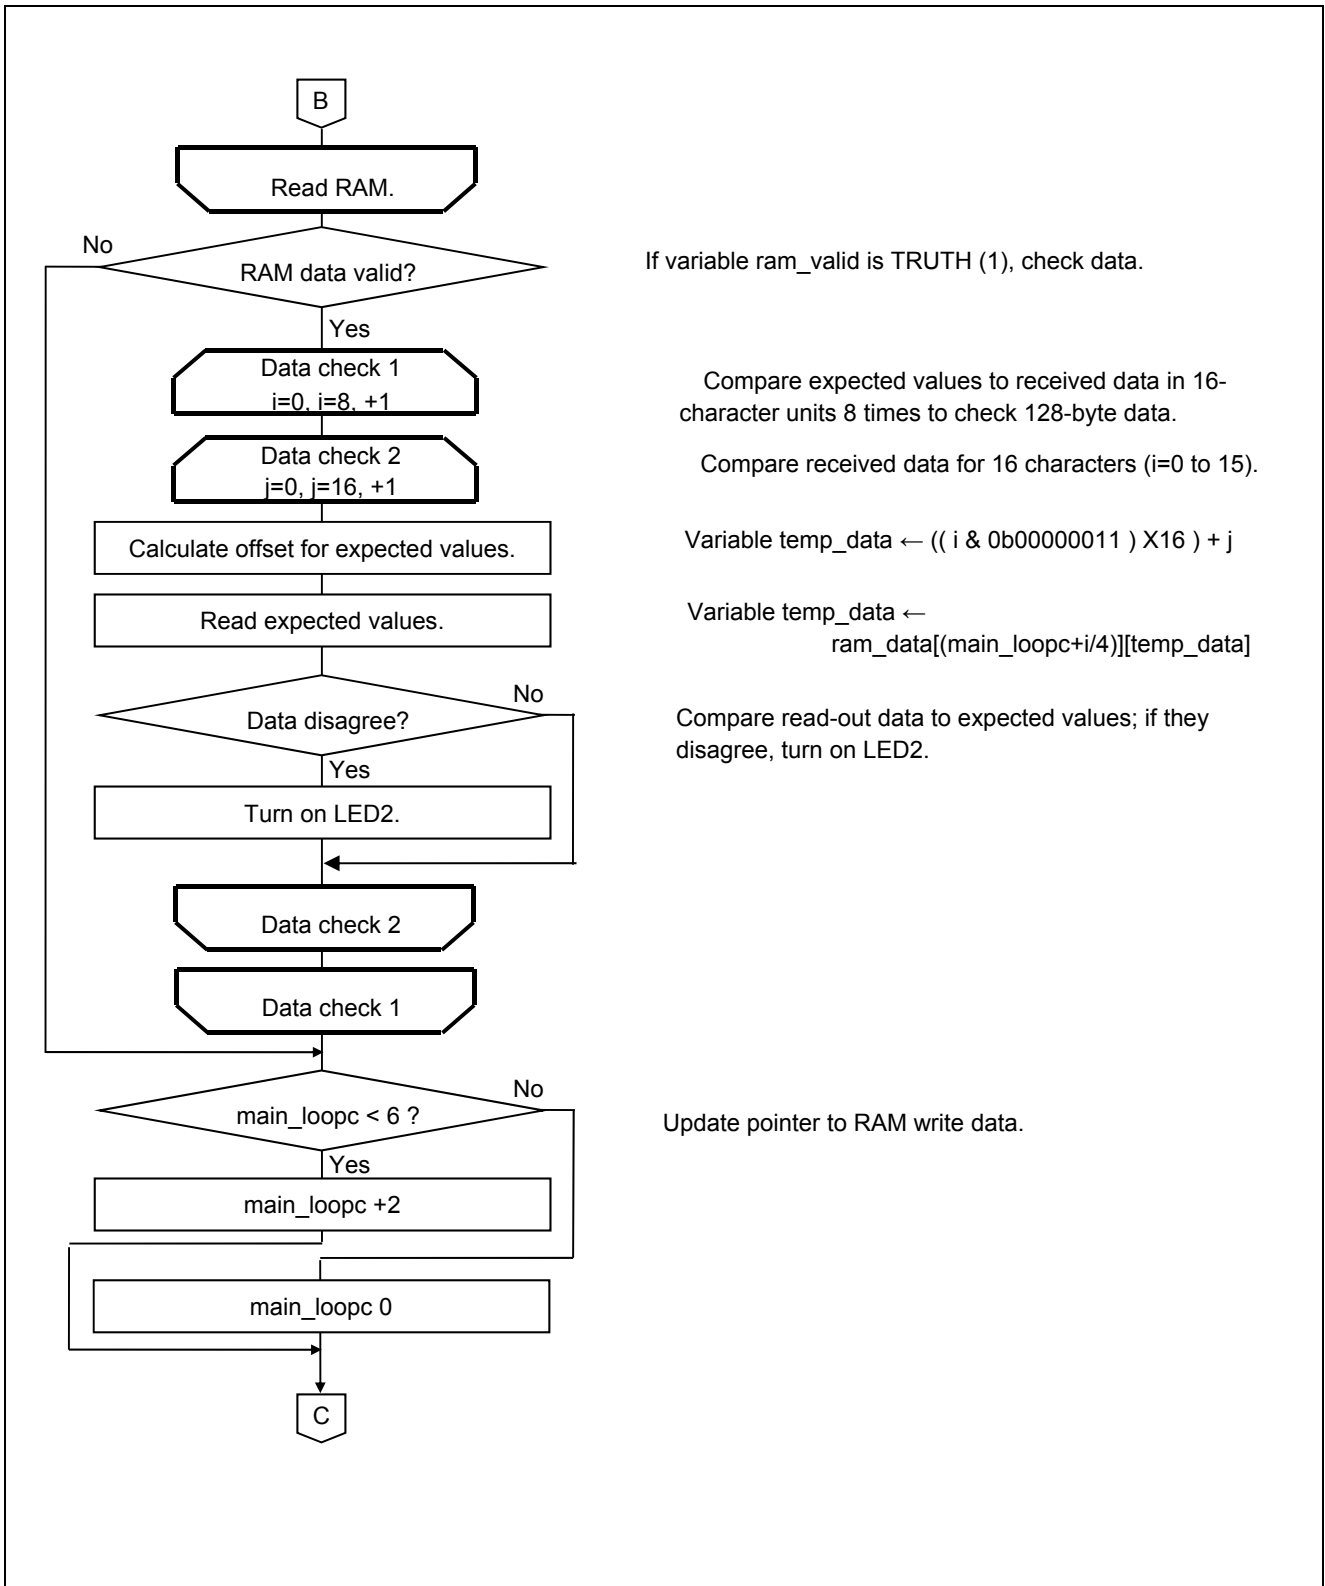 B
Read RAM.
No
RAM data valid?
If variable ram_valid is TRUTH (1), check data.
Yes
Data check 1
i=0, i=8, +1
Compare expected values to received data in 16-
character units 8 times to check 128-byte data.
Data check 2
j=0, j=16, +1
Compare received data for 16 characters (i=0 to 15).
Calculate offset for expected values.
Variable temp_data ← (( i & 0b00000011 ) X16 ) + j
Read expected values.
Variable temp_data ←
ram_data[(main_loopc+i/4)][temp_data]
No
Data disagree?
Compare read-out data to expected values; if they
disagree, turn on LED2.
Yes
Turn on LED2.
Data check 2
Data check 1
No
main_loopc < 6 ?
Update pointer to RAM write data.
Yes
main_loopc +2
main_loopc 0
C